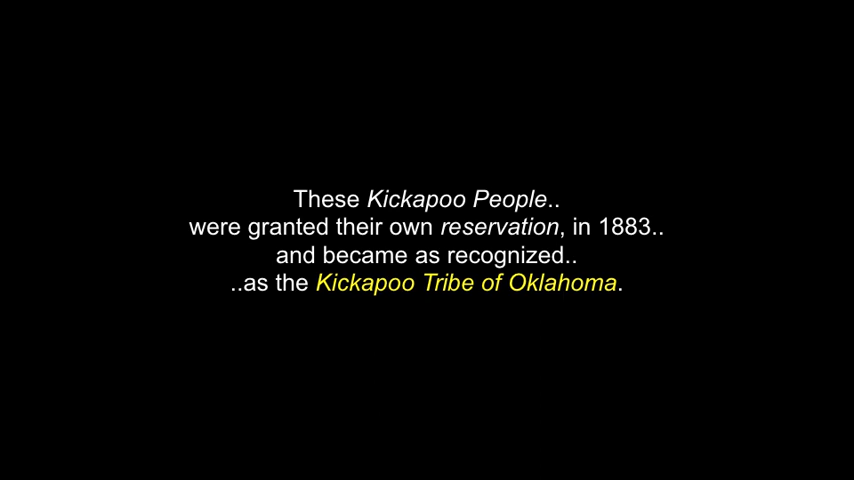 These Kickapoo People..
were granted their own reservation, in 1883..
and became as recognized..
..as the Kickapoo Tribe of Oklahoma.